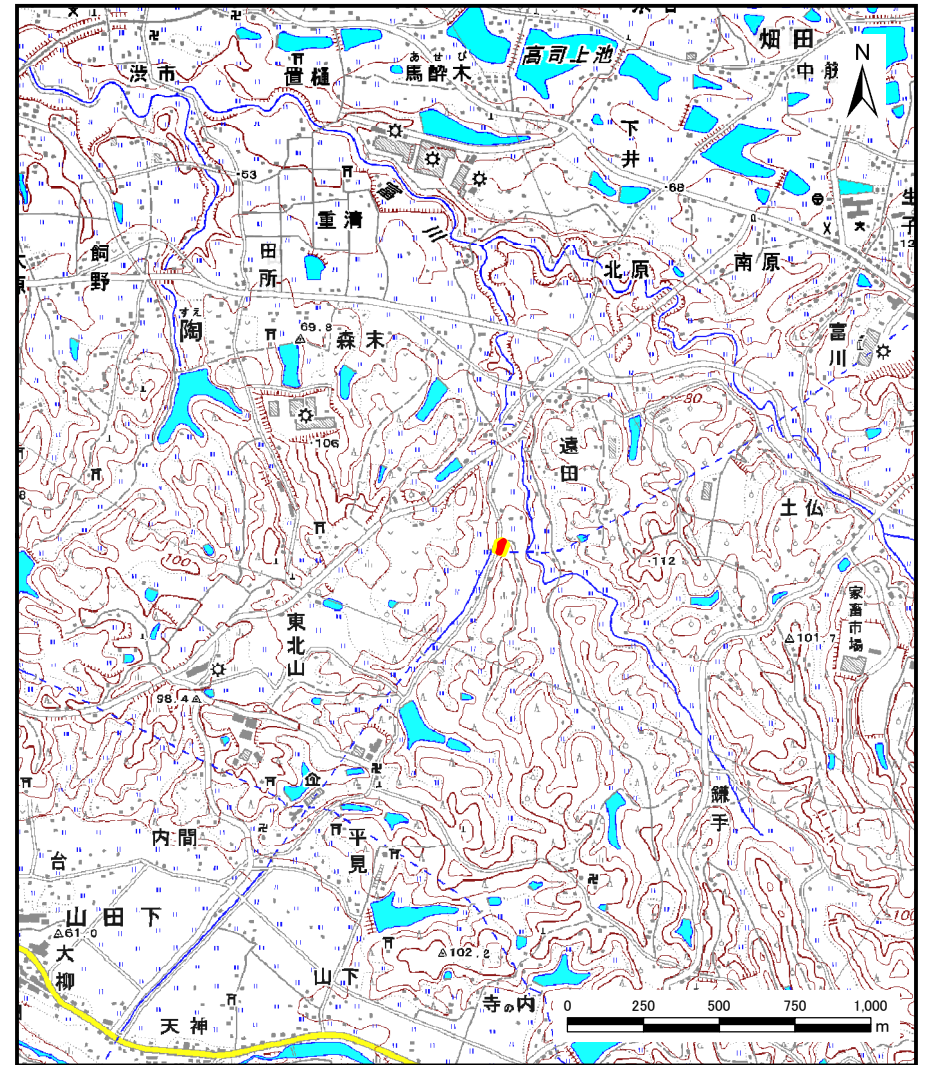 畑田
高司上池
N
渋市
置樋
あせび
馬酔木
中筋
下井
53
68
生子
重清
富川
飼野
田所
北原
南原
すえ
陶
69.8
森末
富川
90
106
遠田
土仏
100
112
家畜市場
101.7
東北山
98.4
鎌手
内間
平見
台
山田下
61.0
大柳
102.2
100
山下
寺の内
天神
0 250 500 750 1,000
m